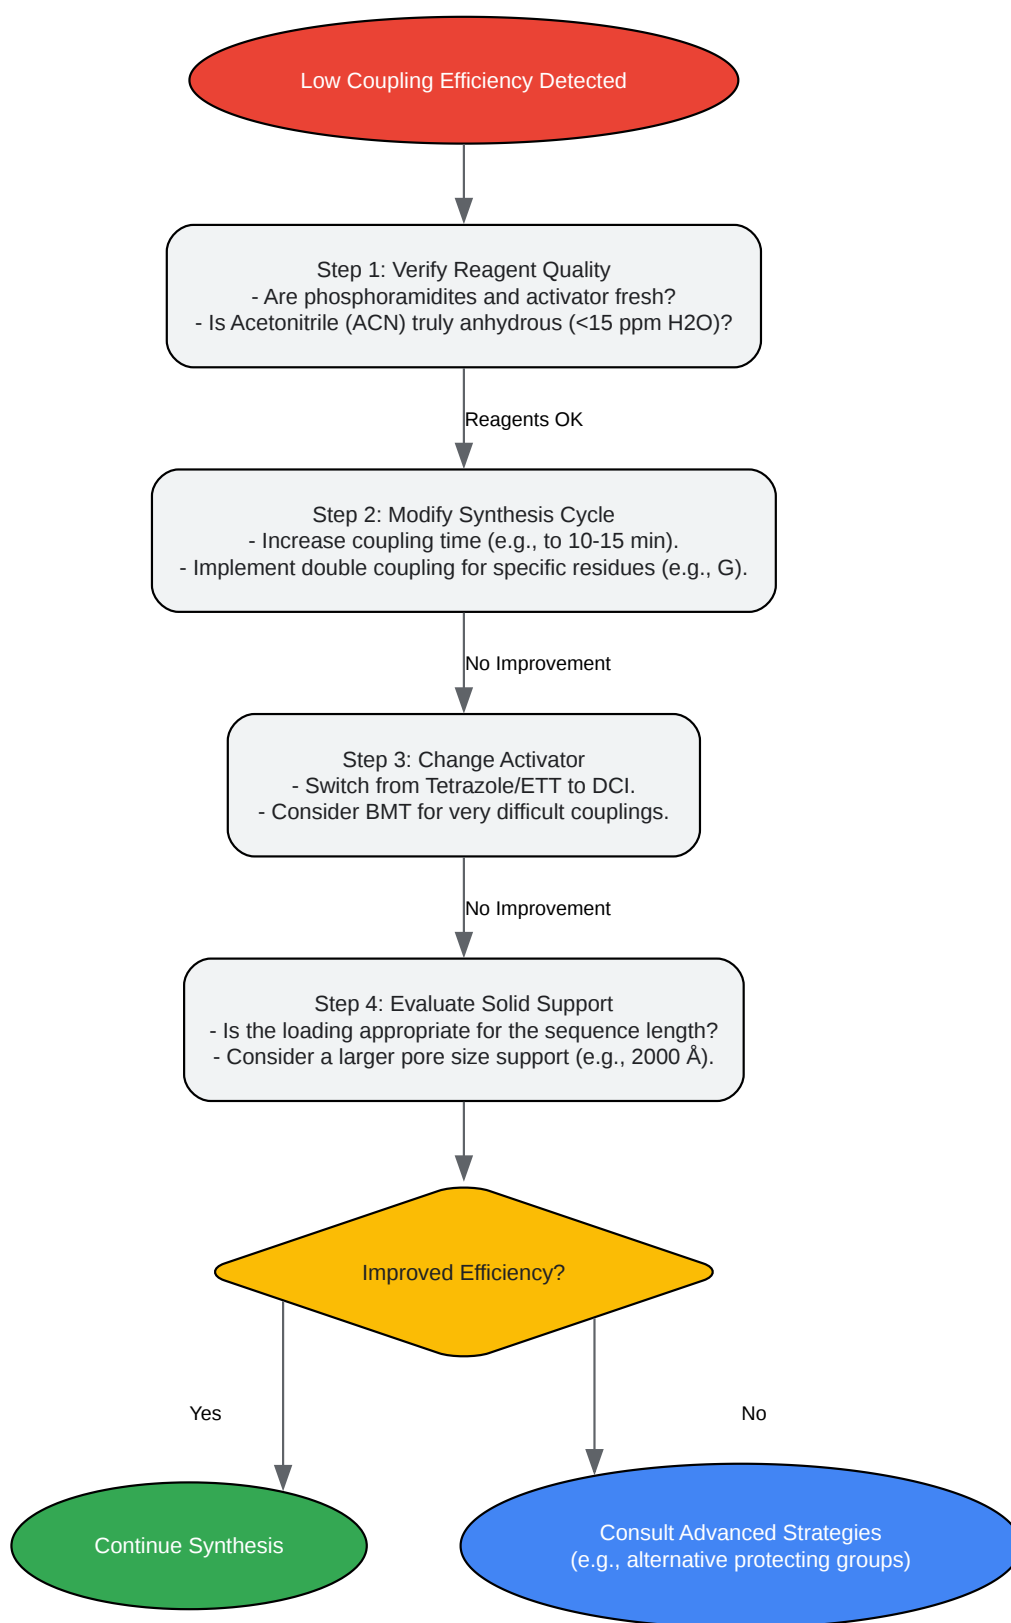 Low Coupling Efficiency Detected
Step 1: Verify Reagent Quality
- Are phosphoramidites and activator fresh?
- Is Acetonitrile (ACN) truly anhydrous (<15 ppm H2O)?
Reagents OK
Step 2: Modify Synthesis Cycle
- Increase coupling time (e.g., to 10-15 min).
- Implement double coupling for specific residues (e.g., G).
No Improvement
Step 3: Change Activator
- Switch from Tetrazole/ETT to DCI.
- Consider BMT for very difficult couplings.
No Improvement
Step 4: Evaluate Solid Support
- Is the loading appropriate for the sequence length?
- Consider a larger pore size support (e.g., 2000 Å).
Improved Efficiency?
Yes
No
Continue Synthesis
Consult Advanced Strategies
(e.g., alternative protecting groups)